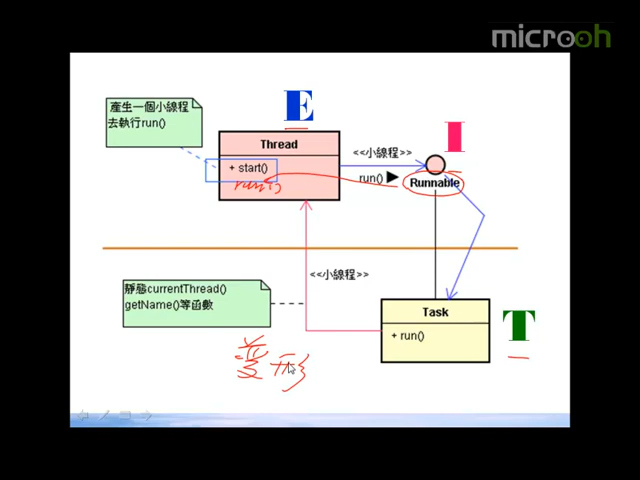 microoh
產生一個小線程
去執行run()
E
Thread
+ start()
run()
<<小線程>>
run()
I
Runnable
靜態currentThread()
getName()等函數
<<小線程>>
Task
+ run()
T
變形